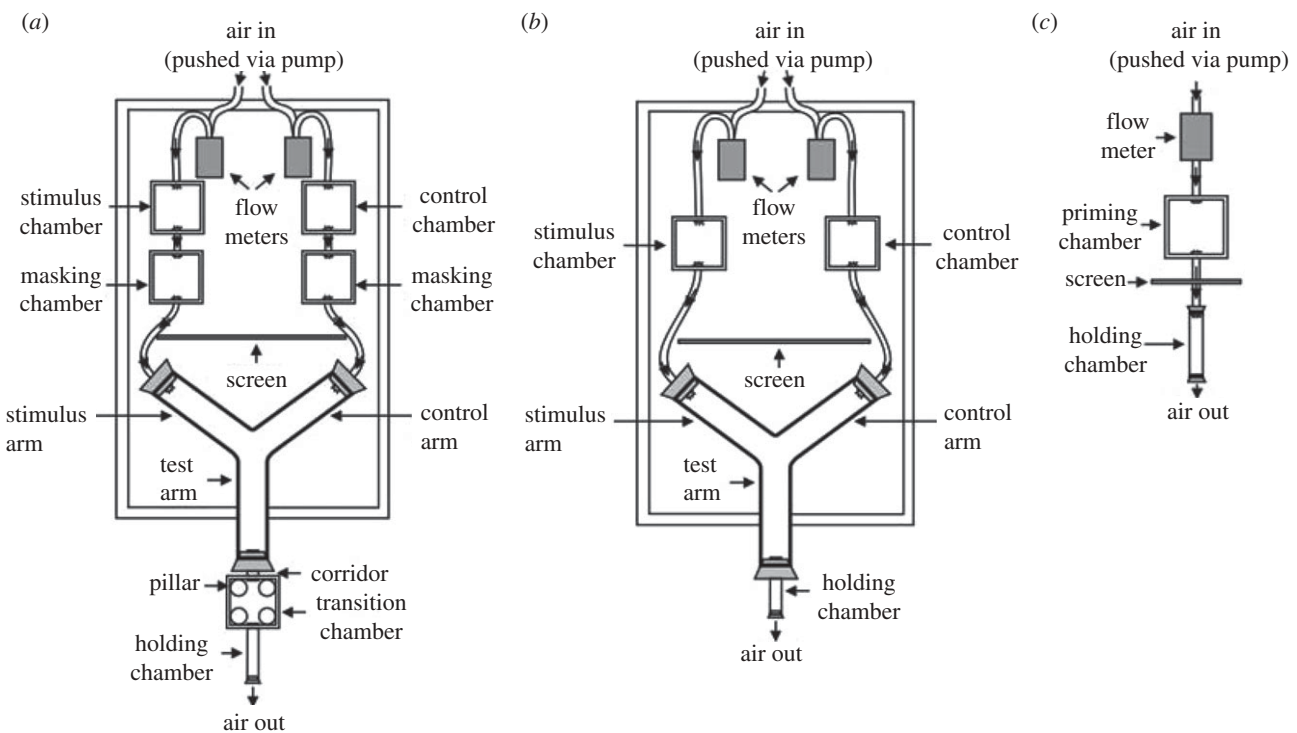 (a)
air in
(pushed via pump)
stimulus
chamber
flow
meters
control
chamber
masking
chamber
masking
chamber
screen
stimulus
arm
control
arm
test
arm
pillar
corridor
transition
chamber
holding
chamber
air out
(b)
air in
(pushed via pump)
stimulus
chamber
flow
meters
control
chamber
screen
stimulus
arm
control
arm
test
arm
holding
chamber
air out
(c)
air in
(pushed via pump)
flow
meter
priming
chamber
screen
holding
chamber
air out